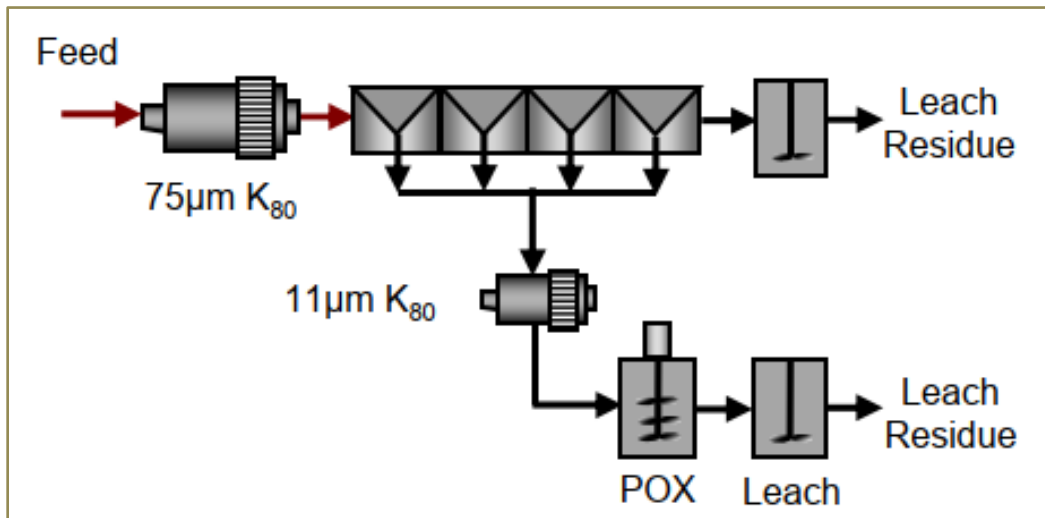 Feed
75µm K₈₀
Leach
Residue
11µm K₈₀
Leach
Residue
POX
Leach